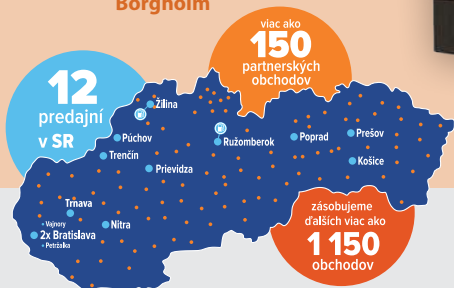 Borgholm
viac ako
150
partnerských
obchodov
12
predajní
v SR
Žilina
Púchov
Ružomberok
Poprad
Prešov
Trenčín
Prievidza
Košice
Trnava
• Vajnory
2x Bratislava
• Petržalka
Nitra
zásobujeme
ďalších viac ako
1 150
obchodov